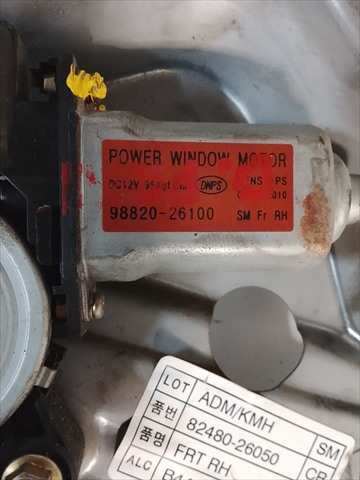 POWER WINDOW MOTOR
DC12V
DNPS
98820-26100 SM Fr RH
LOT ADM/KMH
품번 82480-26050 SM
품명 FRT RH CB
ALC